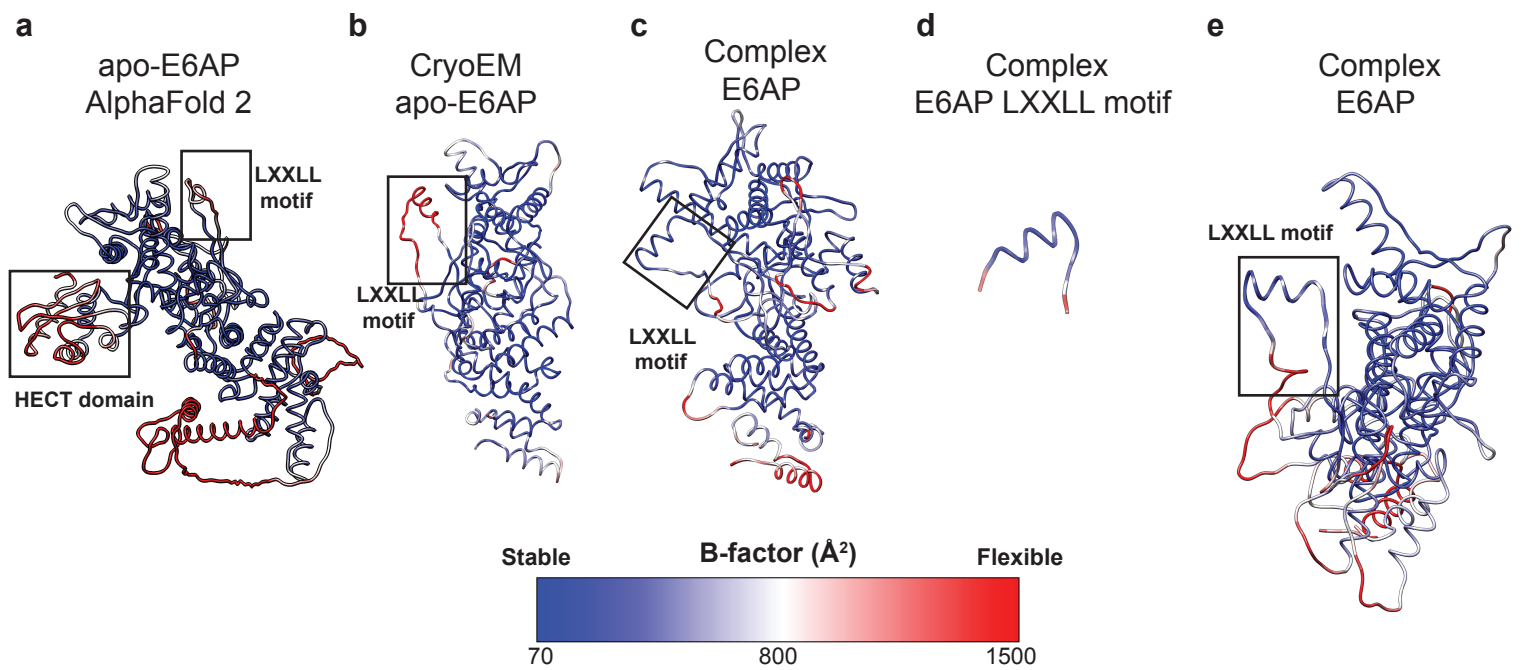 a
apo-E6AP
AlphaFold 2
LXXLL
motif
HECT domain
b
CryoEM
apo-E6AP
LXXLL
motif
c
Complex
E6AP
LXXLL
motif
d
Complex
E6AP LXXLL motif
e
Complex
E6AP
LXXLL motif
Stable
B-factor (Å²)
Flexible
70
800
1500